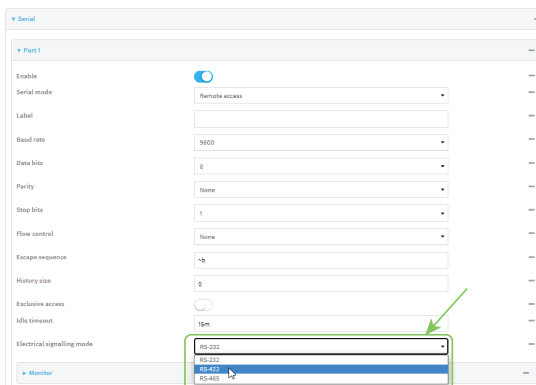 Serial
Port 1
Enable
Serial mode Remote access
Label
Baud rate 9600
Data bits 8
Parity None
Stop bits 1
Flow control None
Escape sequence ~b
History size 0
Exclusive access
Idle timeout 15m
Electrical signalling mode RS-232
RS-232
RS-422
Monitor RS-485